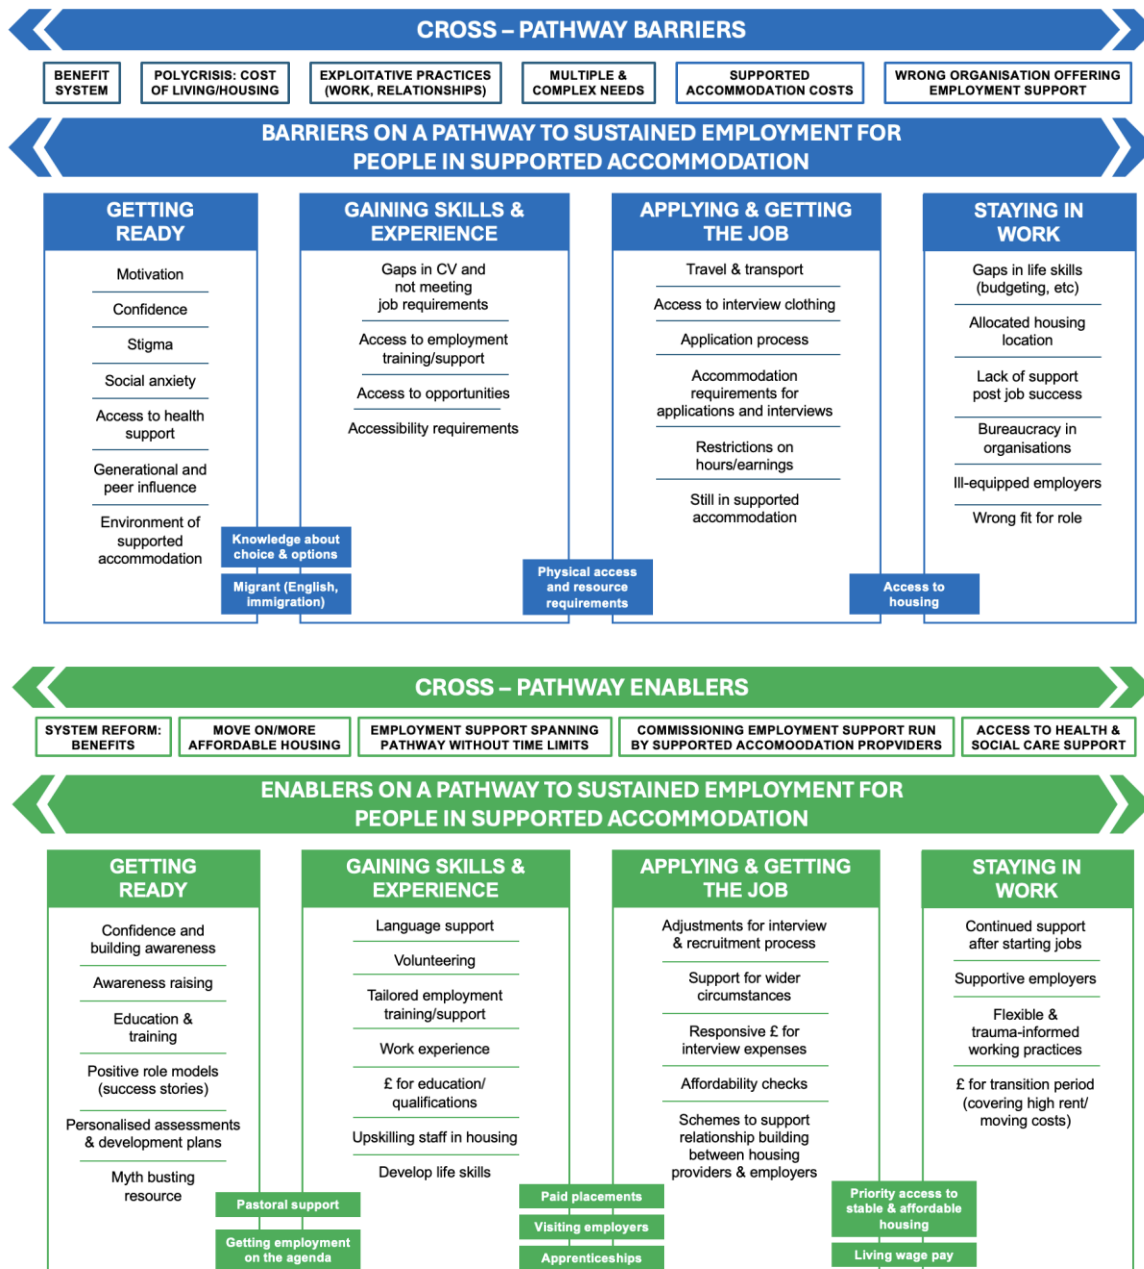 CROSS – PATHWAY BARRIERS
BENEFIT
SYSTEM
POLYCRISIS: COST
OF LIVING/HOUSING
EXPLOITATIVE PRACTICES
(WORK, RELATIONSHIPS)
MULTIPLE &
COMPLEX NEEDS
SUPPORTED
ACCOMMODATION COSTS
WRONG ORGANISATION OFFERING
EMPLOYMENT SUPPORT
BARRIERS ON A PATHWAY TO SUSTAINED EMPLOYMENT FOR
PEOPLE IN SUPPORTED ACCOMMODATION
GETTING
READY
Motivation
Confidence
Stigma
Social anxiety
Access to health
support
Generational and
peer influence
Environment of
supported
accommodation
Knowledge about
choice & options
Migrant (English,
immigration)
GAINING SKILLS &
EXPERIENCE
Gaps in CV and
not meeting
job requirements
Access to employment
training/support
Access to opportunities
Accessibility requirements
Physical access
and resource
requirements
APPLYING & GETTING
THE JOB
Travel & transport
Access to interview clothing
Application process
Accommodation
requirements for
applications and interviews
Restrictions on
hours/earnings
Still in supported
accommodation
Access to
housing
STAYING IN
WORK
Gaps in life skills
(budgeting, etc)
Allocated housing
location
Lack of support
post job success
Bureaucracy in
organisations
Ill-equipped employers
Wrong fit for role
CROSS – PATHWAY ENABLERS
SYSTEM REFORM:
BENEFITS
MOVE ON/MORE
AFFORDABLE HOUSING
EMPLOYMENT SUPPORT SPANNING
PATHWAY WITHOUT TIME LIMITS
COMMISSIONING EMPLOYMENT SUPPORT RUN
BY SUPPORTED ACCOMOODATION PROPVIDERS
ACCESS TO HEALTH &
SOCIAL CARE SUPPORT
ENABLERS ON A PATHWAY TO SUSTAINED EMPLOYMENT FOR
PEOPLE IN SUPPORTED ACCOMMODATION
GETTING
READY
Confidence and
building awareness
Awareness raising
Education &
training
Positive role models
(success stories)
Personalised assessments
& development plans
Myth busting
resource
Pastoral support
Getting employment
on the agenda
GAINING SKILLS &
EXPERIENCE
Language support
Volunteering
Tailored employment
training/support
Work experience
£ for education/
qualifications
Upskilling staff in housing
Develop life skills
Paid placements
Visiting employers
Apprenticeships
APPLYING & GETTING
THE JOB
Adjustments for interview
& recruitment process
Support for wider
circumstances
Responsive £ for
interview expenses
Affordability checks
Schemes to support
relationship building
between housing
providers & employers
Priority access to
stable & affordable
housing
Living wage pay
STAYING IN
WORK
Continued support
after starting jobs
Supportive employers
Flexible &
trauma-informed
working practices
£ for transition period
(covering high rent/
moving costs)